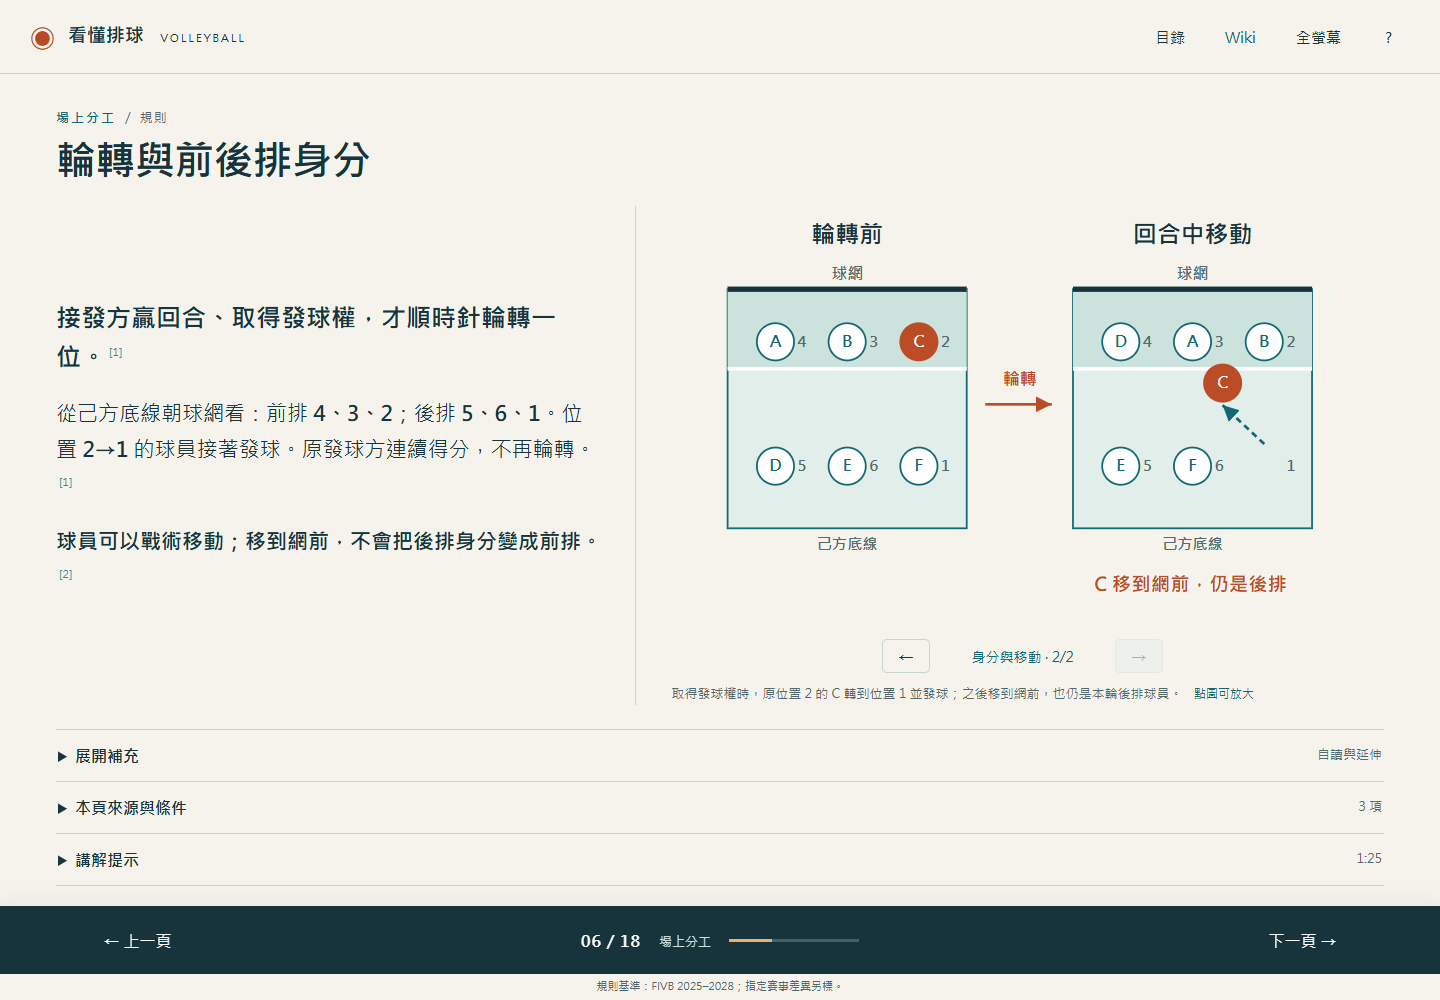 看懂排球 VOLLEYBALL
目錄 Wiki 全螢幕 ?
場上分工 / 規則
輪轉與前後排身分
接發方贏回合、取得發球權，才順時針輪轉一
位。[1]
從己方底線朝球網看：前排 4、3、2；後排 5、6、1。位
置 2→1 的球員接著發球。原發球方連續得分，不再輪轉。
[1]
球員可以戰術移動；移到網前，不會把後排身分變成前排。
[2]
輪轉前
球網
A 4 B 3 C 2
D 5 E 6 F 1
己方底線
輪轉
回合中移動
球網
D 4 A 3 B 2
C
E 5 F 6 1
己方底線
C 移到網前，仍是後排
← 身分與移動 · 2/2 →
取得發球權時，原位置 2 的 C 轉到位置 1 並發球；之後移到網前，也仍是本輪後排球員。 點圖可放大
▶ 展開補充 自讀與延伸
▶ 本頁來源與條件 3 項
▶ 講解提示 1:25
← 上一頁 06 / 18 場上分工 下一頁 →
規則基準：FIVB 2025–2028；指定賽事差異另標。